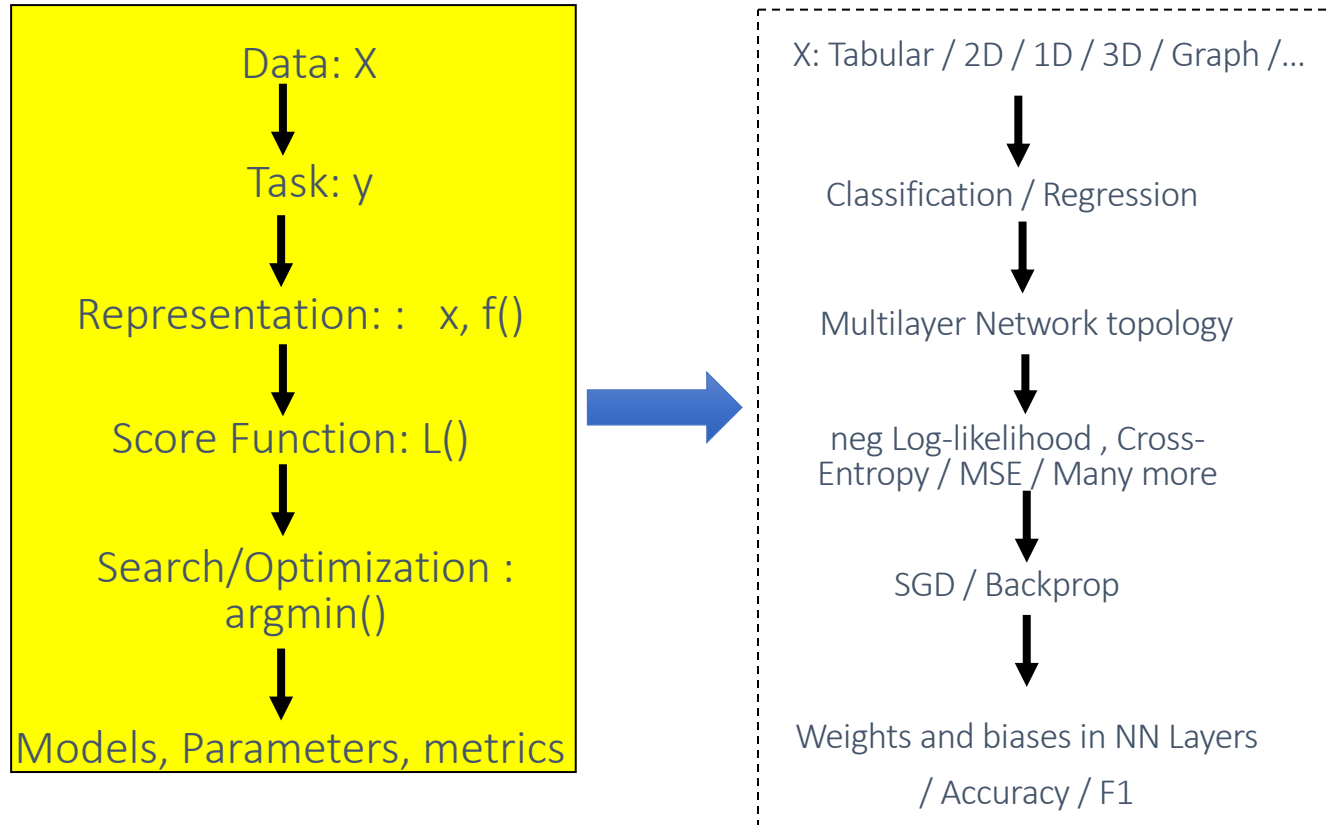 Data: X
Task: y
Representation: : x, f()
Score Function: L()
Search/Optimization :
argmin()
Models, Parameters, metrics
X: Tabular / 2D / 1D / 3D / Graph /...
Classification / Regression
Multilayer Network topology
neg Log-likelihood , Cross-
Entropy / MSE / Many more
SGD / Backprop
Weights and biases in NN Layers
/ Accuracy / F1